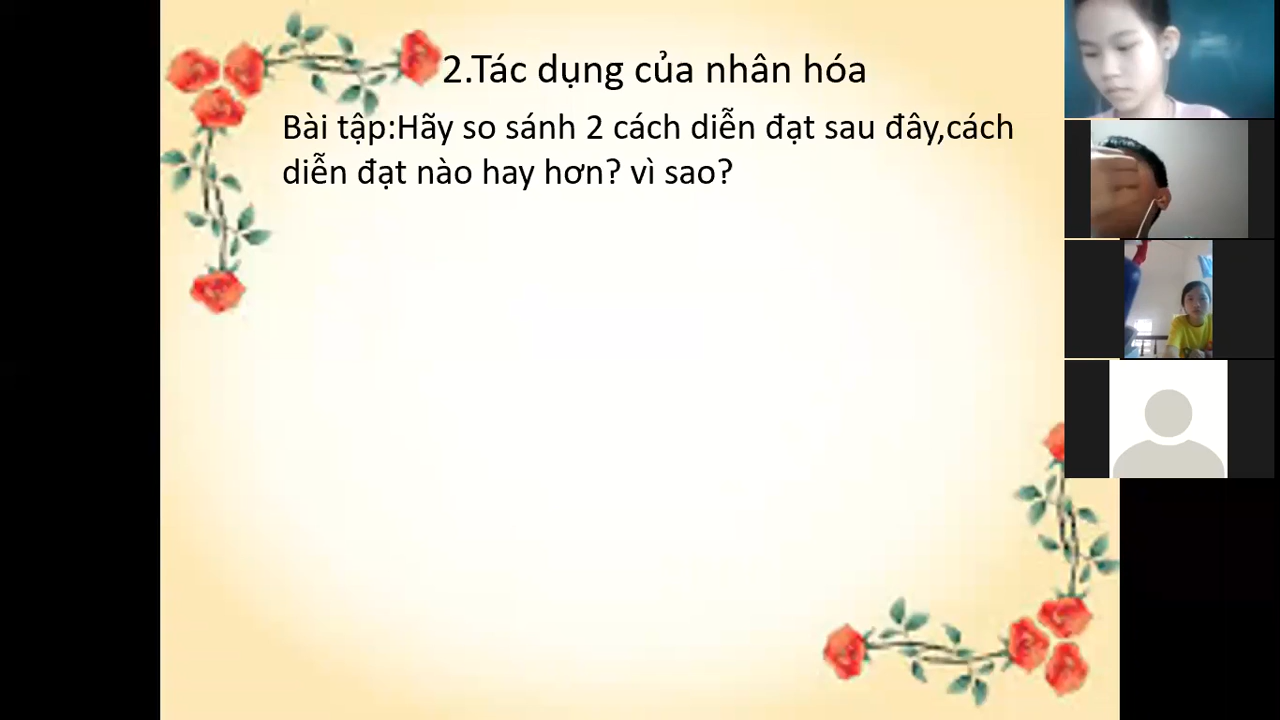 2.Tác dụng của nhân hóa
Bài tập:Hãy so sánh 2 cách diễn đạt sau đây,cách
diễn đạt nào hay hơn? vì sao?